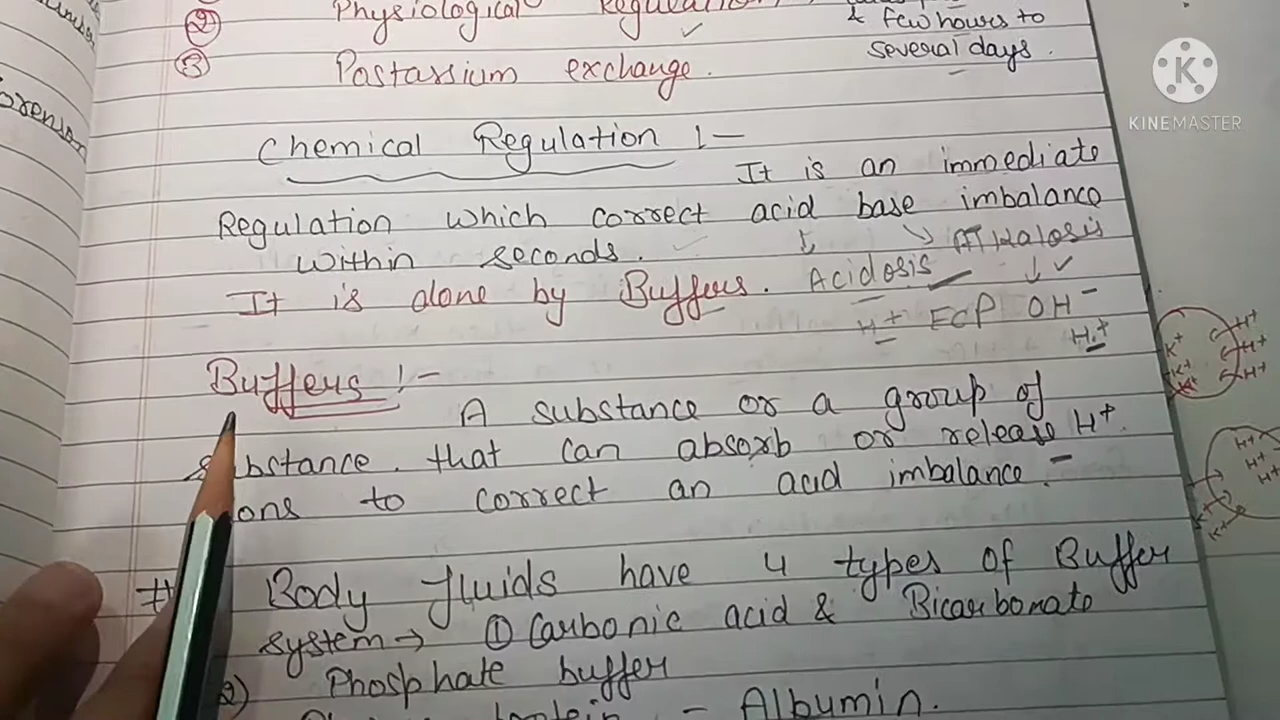 ② Physiological Regulation,
& few hours to
several days.
③ Postassium exchange.
KINEMASTER
Chemical Regulation :-
It is an immediate
Regulation which correct acid base imbalance
within seconds.
Acidosis
H+ ECF OH-
H+
It is done by Buffers.
Buffers :-
A substance or a group of
substance. that can absorb or release H+
ions to correct an acid imbalance.
# Body fluids have 4 types of Buffer
system → ① Carbonic acid & Bicarbonate
2) Phosphate buffer
- Albumin.
K+
K+
H+
H+
H+
H+
H+
H+
K+
K+